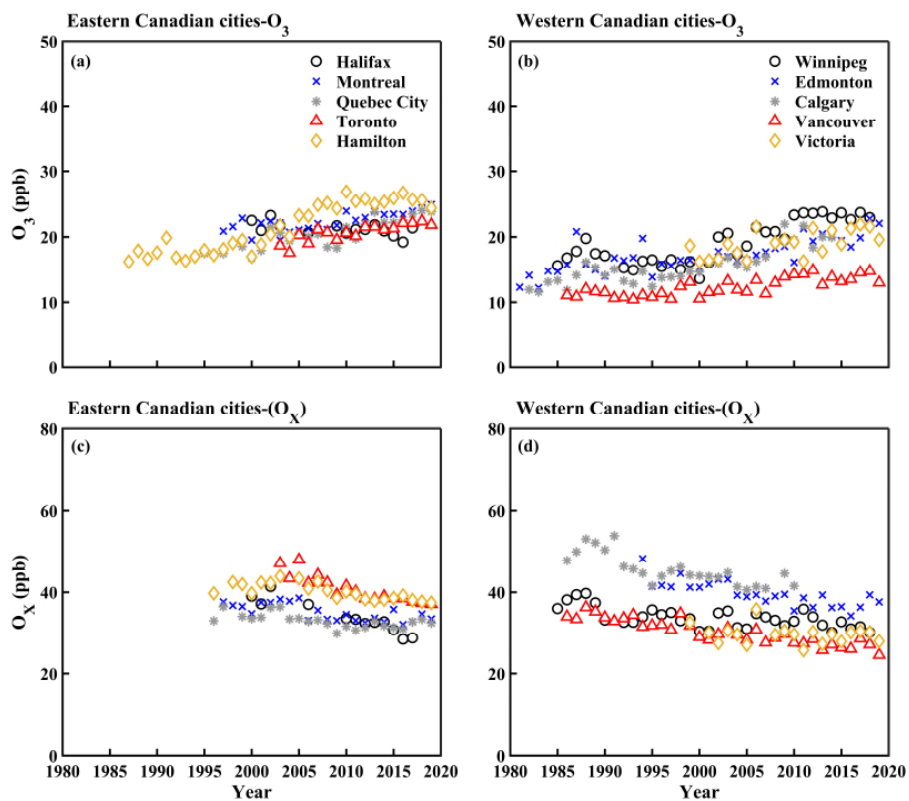 Eastern Canadian cities-O3
Western Canadian cities-O3
50
(a)
Halifax
Montreal
Quebec City
Toronto
Hamilton
40
30
20
10
0
O3 (ppb)
50
(b)
Winnipeg
Edmonton
Calgary
Vancouver
Victoria
40
30
20
10
0
Eastern Canadian cities-(OX)
Western Canadian cities-(OX)
80
(c)
60
40
20
0
OX (ppb)
1980 1985 1990 1995 2000 2005 2010 2015 2020
Year
80
(d)
60
40
20
0
1980 1985 1990 1995 2000 2005 2010 2015 2020
Year